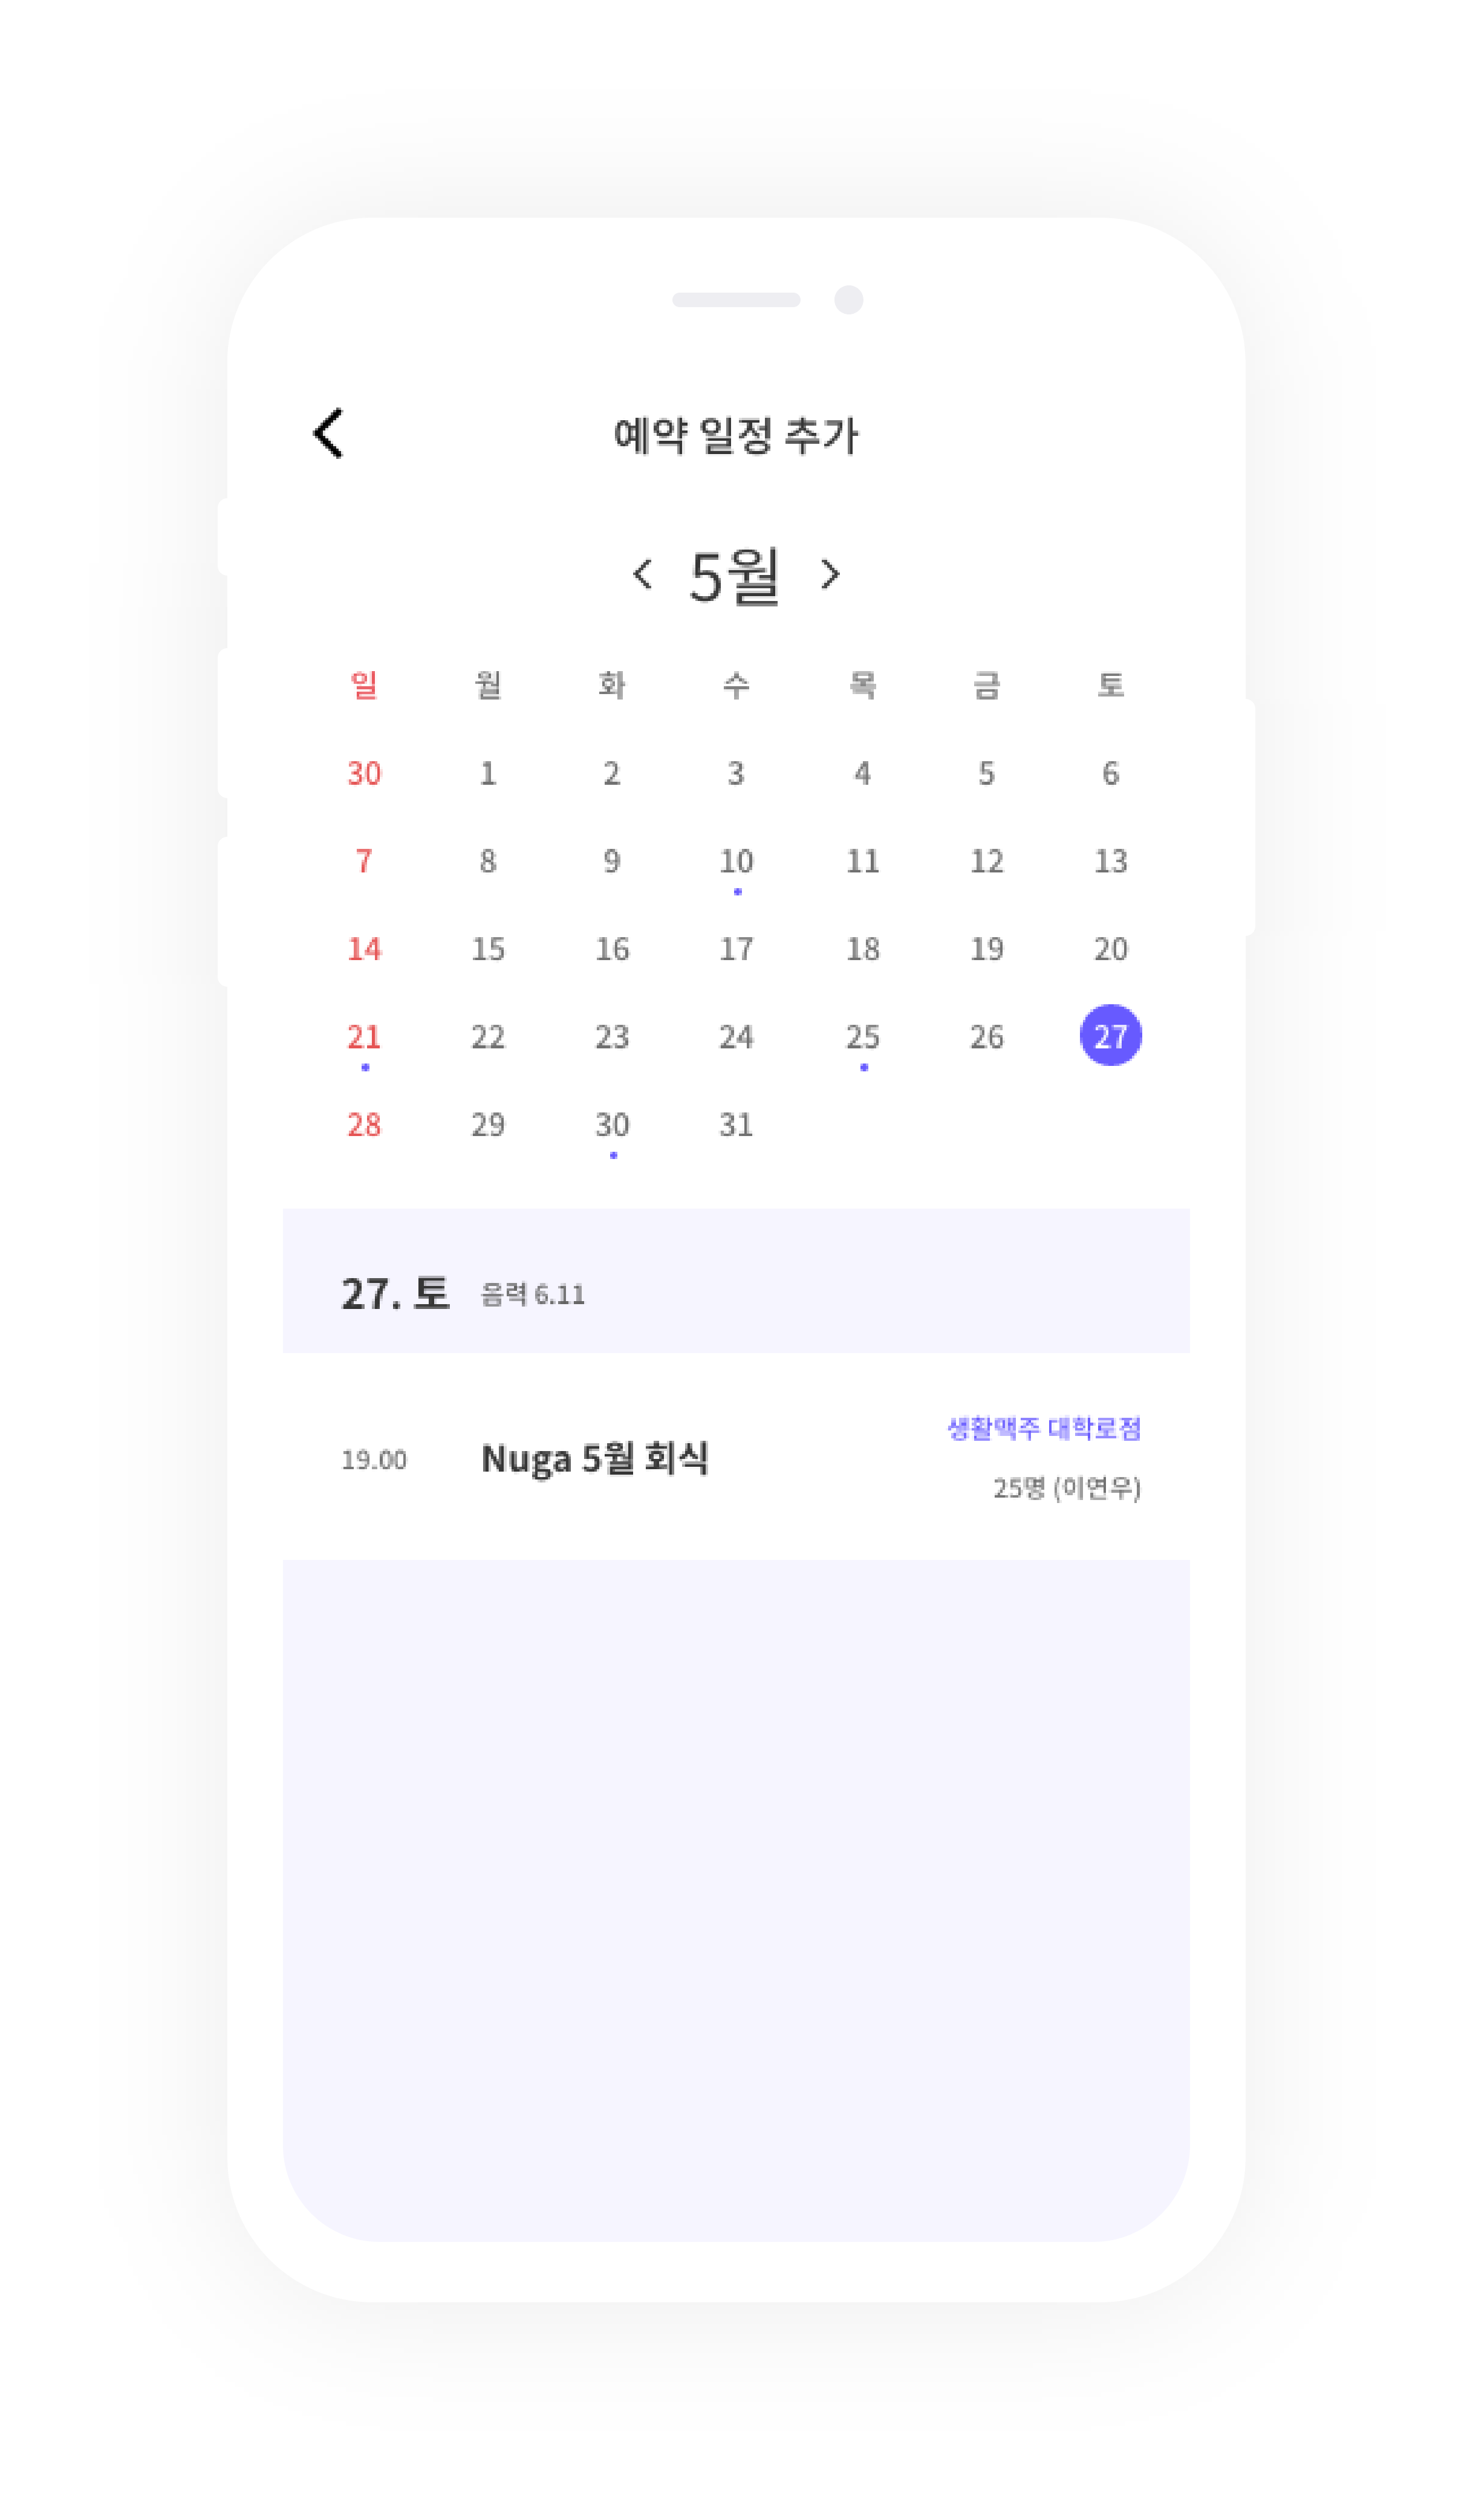 예약 일정 추가
5월
일 월 화 수 목 금 토
30 1 2 3 4 5 6
7 8 9 10 11 12 13
14 15 16 17 18 19 20
21 22 23 24 25 26 27
28 29 30 31
27. 토 음력 6.11
생활맥주 대학로점
19.00 Nuga 5월 회식
25명 (이연우)